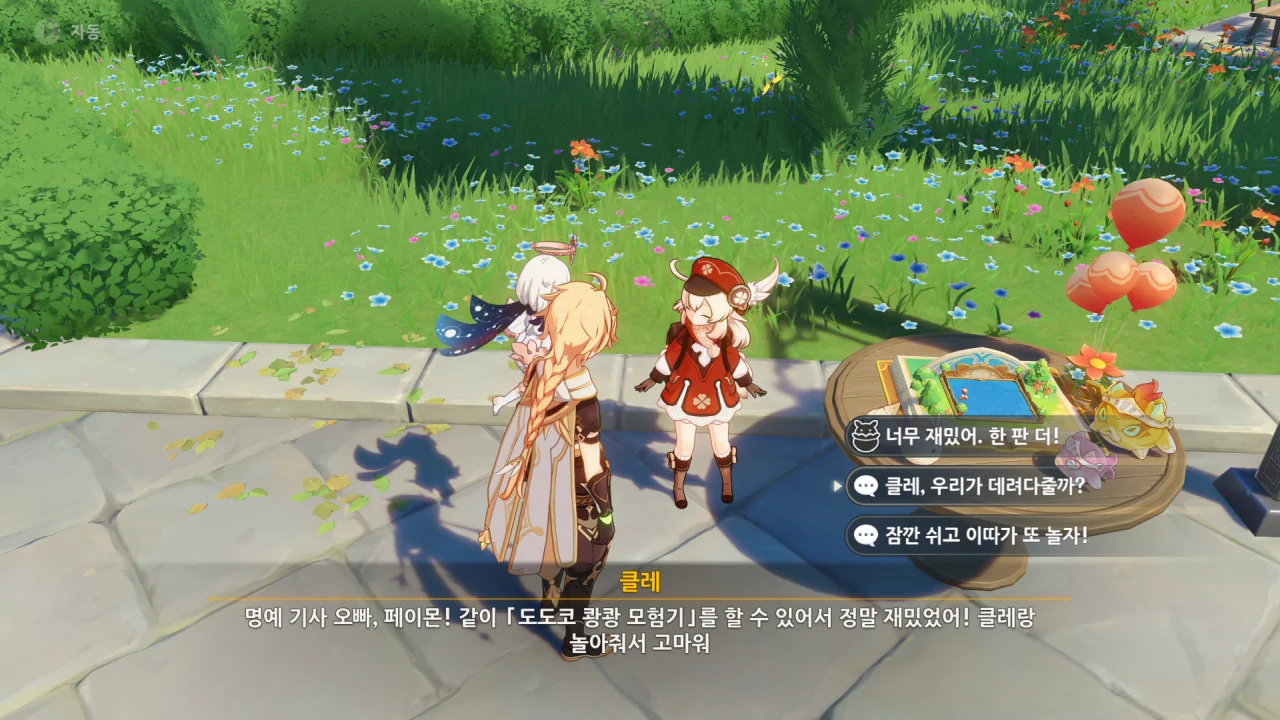 자동
너무 재밌어. 한 판 더!
클레, 우리가 데려다줄까?
잠깐 쉬고 이따가 또 놀자!
클레
명예 기사 오빠, 페이몬! 같이 「도도코 쾅쾅 모험기」를 할 수 있어서 정말 재밌었어! 클레랑
놀아줘서 고마워